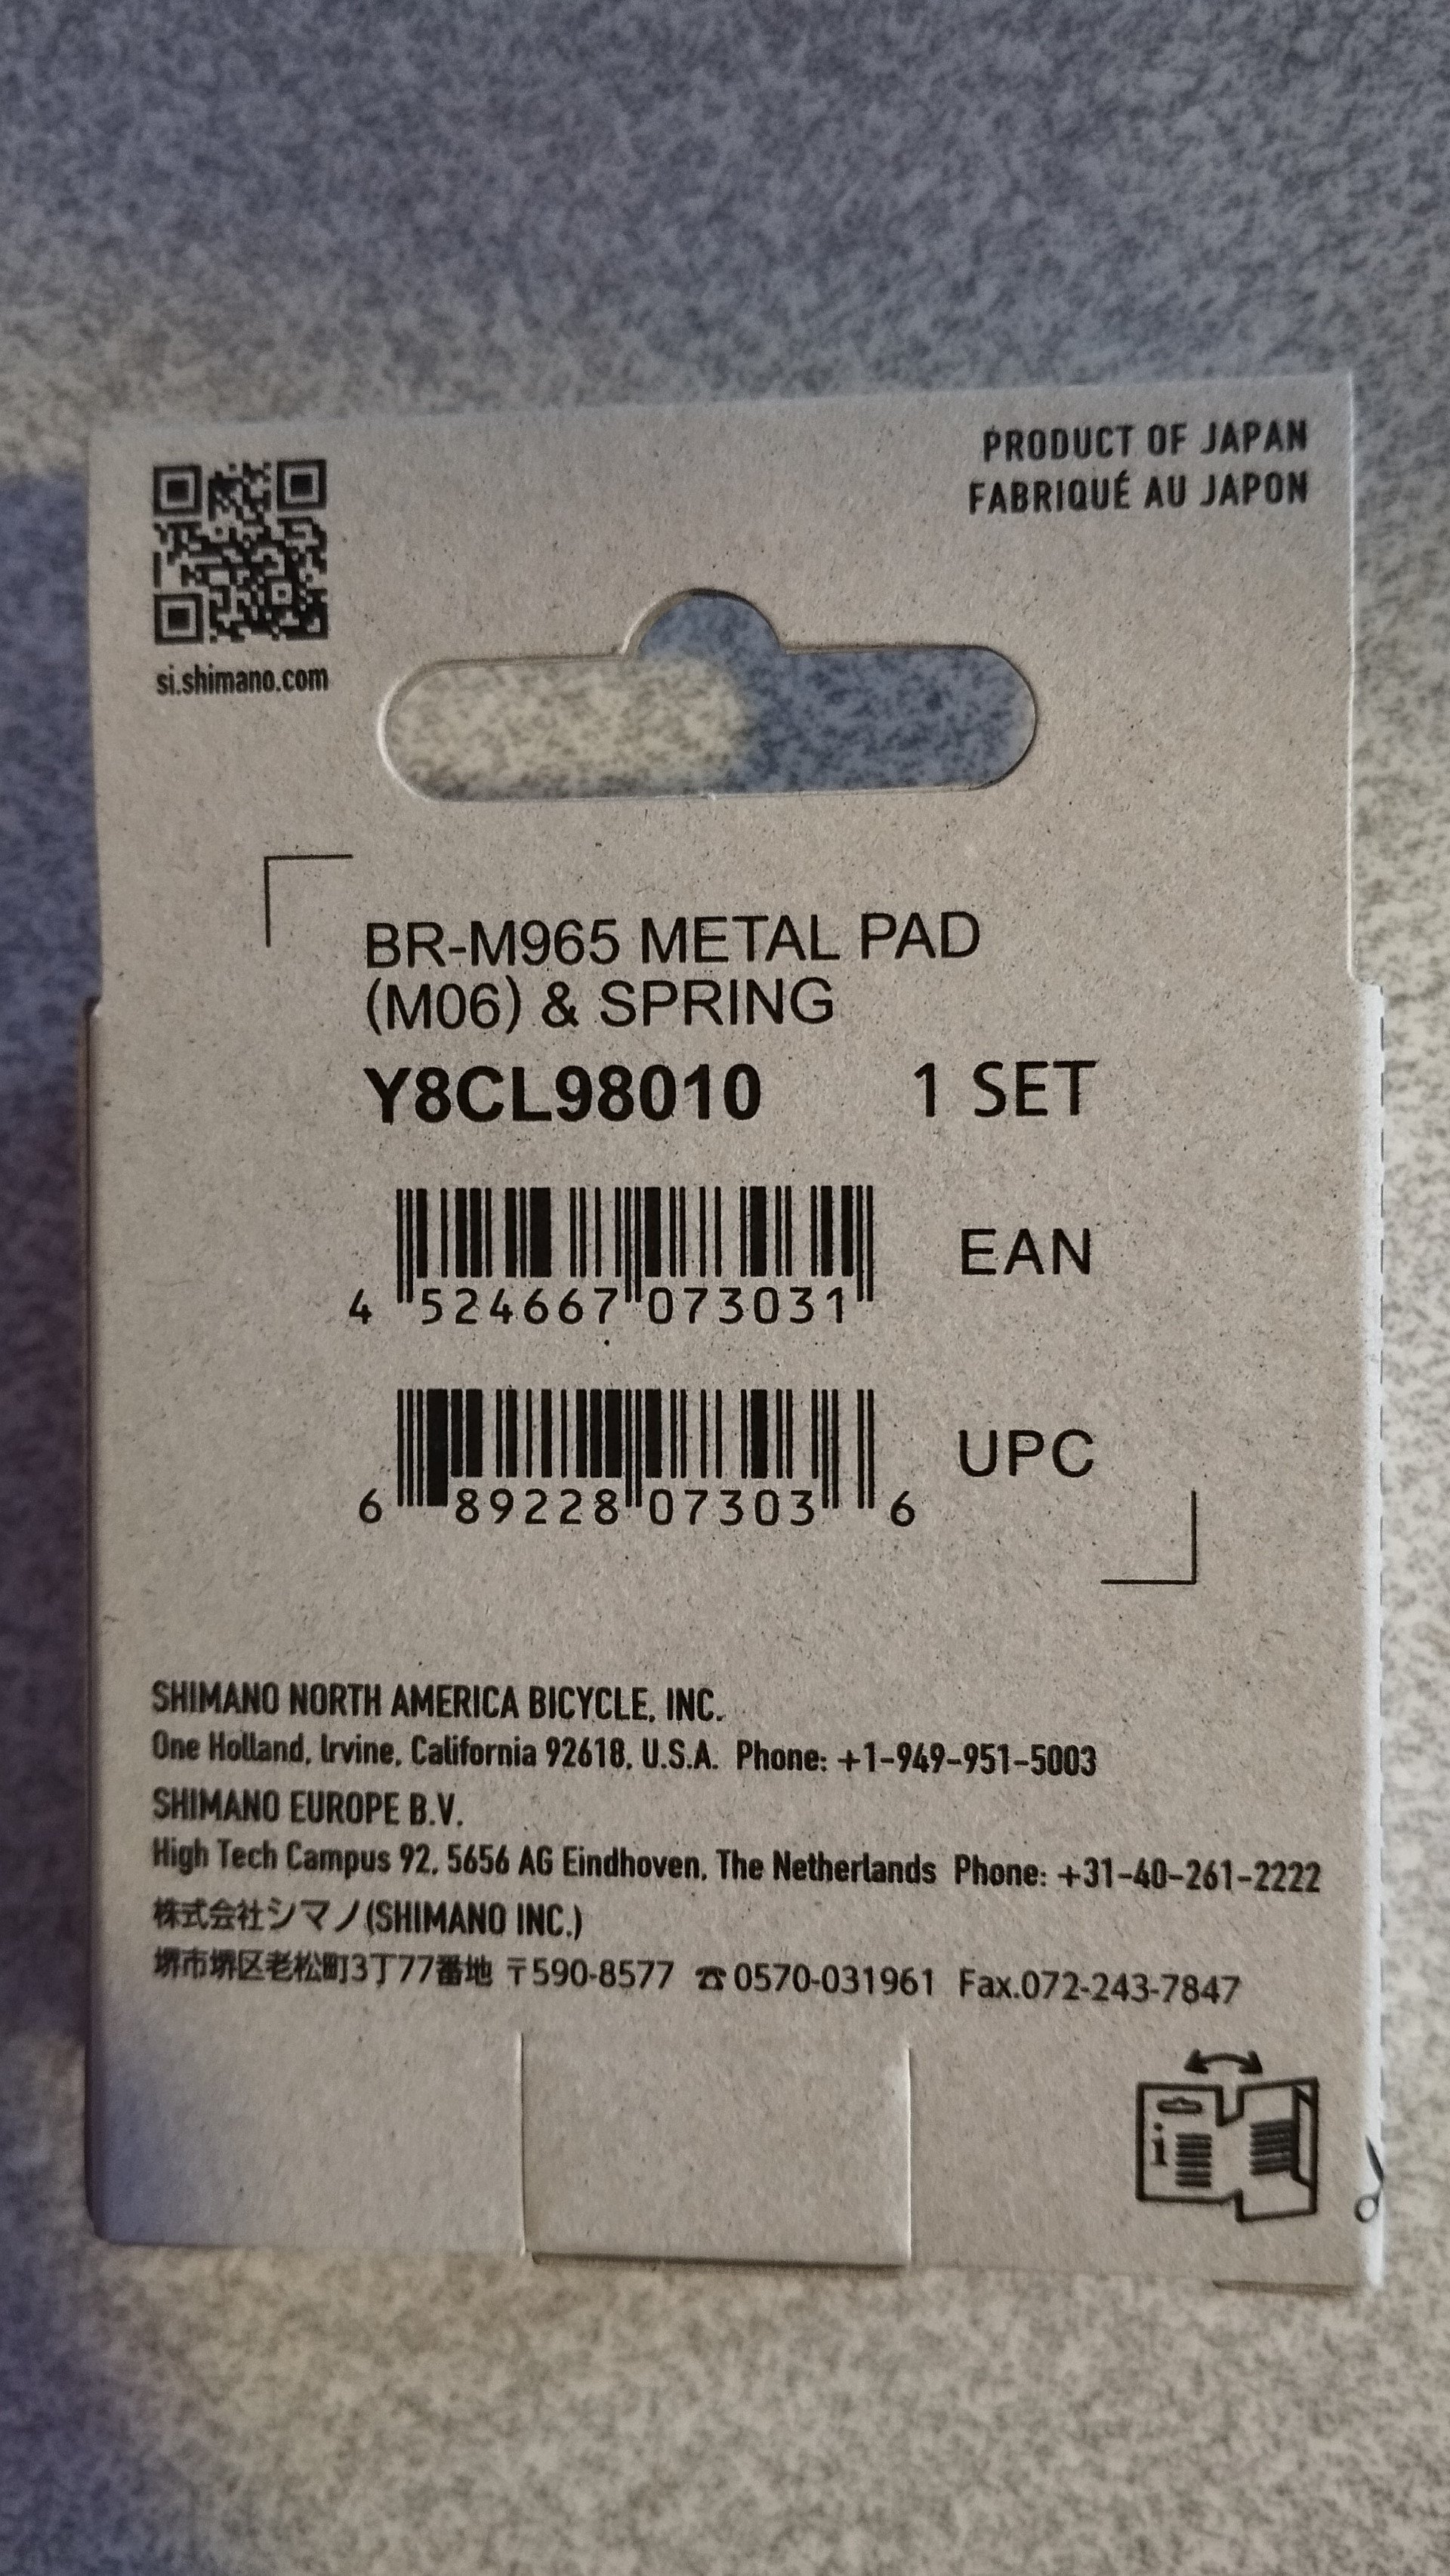 PRODUCT OF JAPAN
FABRIQUÉ AU JAPON
si.shimano.com
BR-M965 METAL PAD
(M06) & SPRING
Y8CL98010 1 SET
4 524667 073031 EAN
6 89228 07303 6 UPC
SHIMANO NORTH AMERICA BICYCLE, INC.
One Holland, Irvine, California 92618, U.S.A. Phone: +1-949-951-5003
SHIMANO EUROPE B.V.
High Tech Campus 92, 5656 AG Eindhoven, The Netherlands Phone: +31-40-261-2222
株式会社シマノ(SHIMANO INC.)
堺市堺区老松町3丁77番地 〒590-8577 ☎0570-031961 Fax.072-243-7847
i